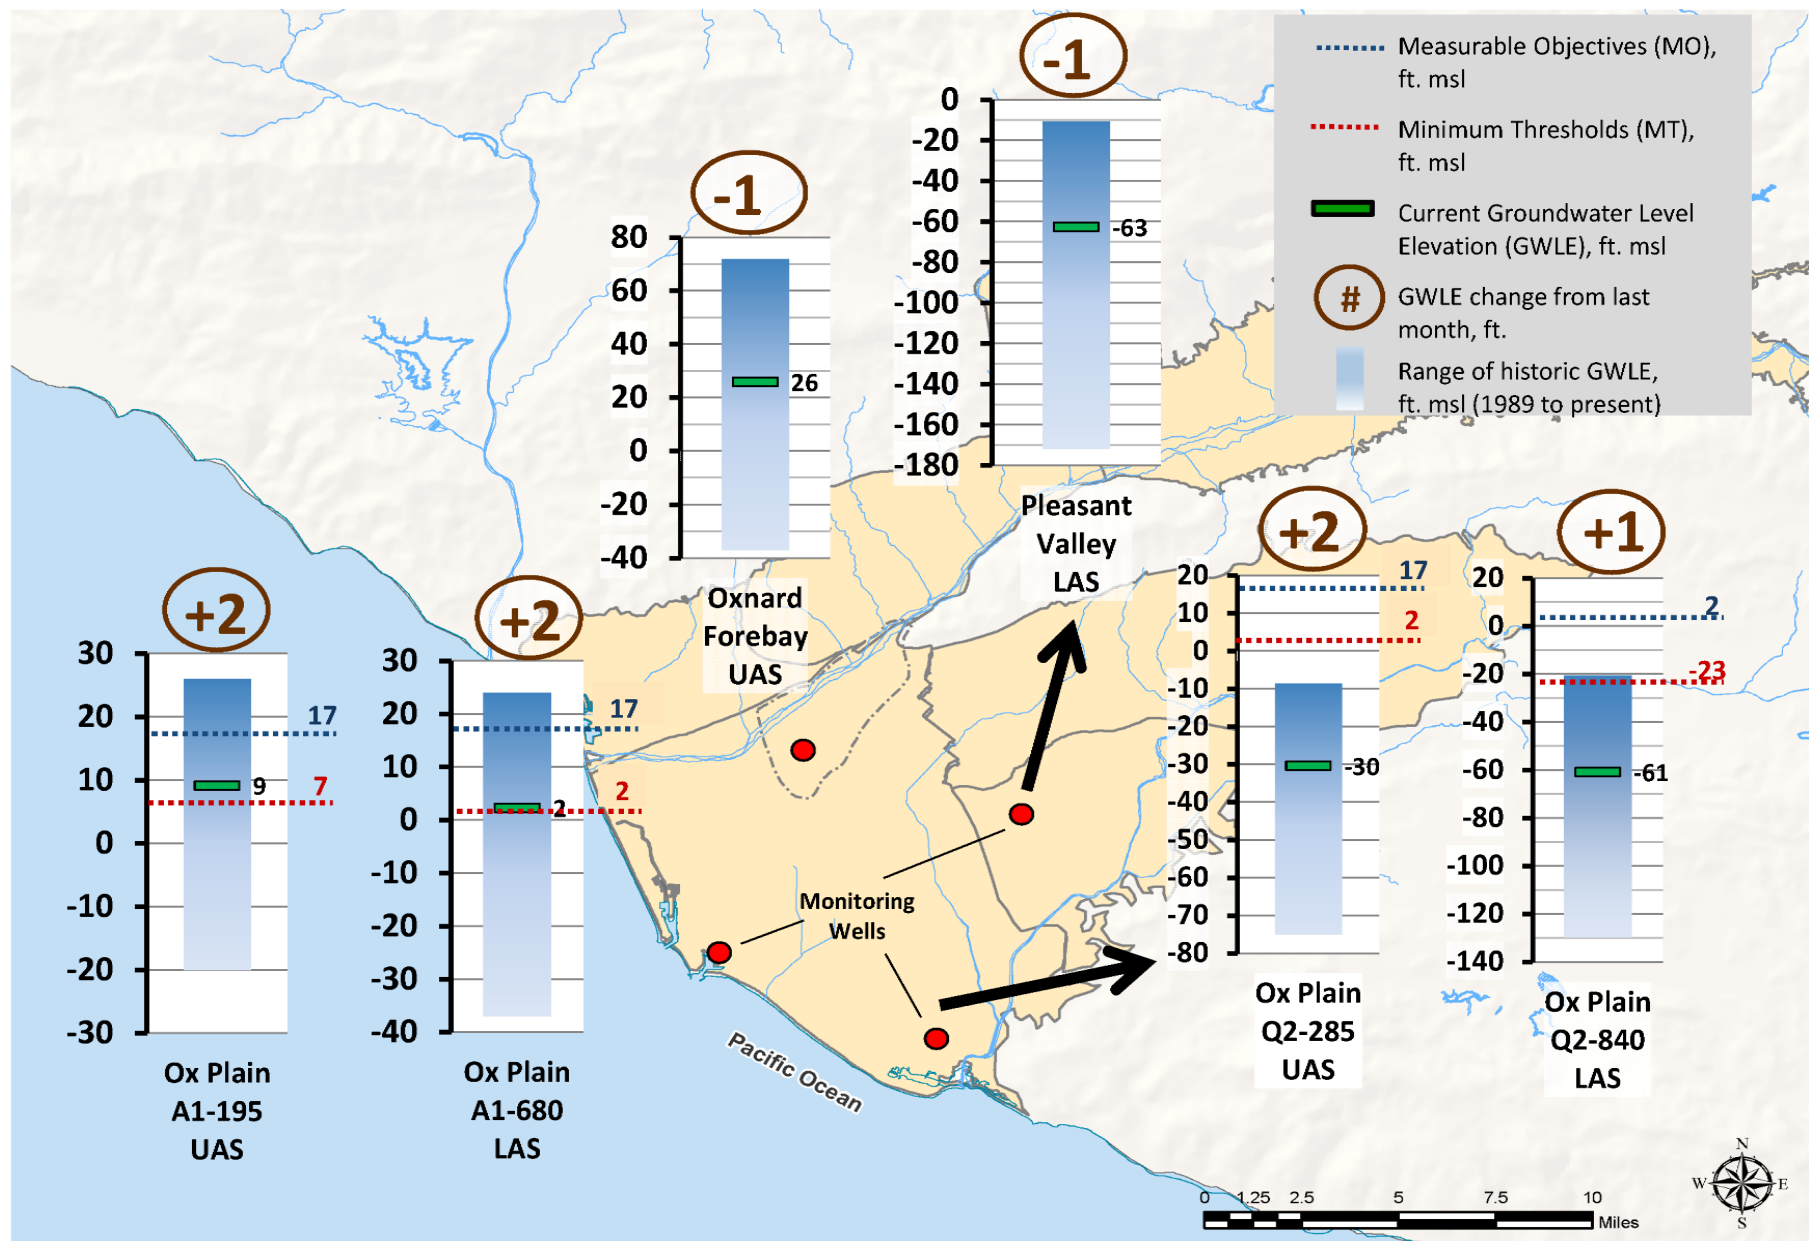 Measurable Objectives (MO),
ft. msl
Minimum Thresholds (MT),
ft. msl
Current Groundwater Level
Elevation (GWLE), ft. msl
#
GWLE change from last
month, ft.
Range of historic GWLE,
ft. msl (1989 to present)
-1
0
-20
-40
-60
-80
-100
-120
-140
-160
-180
-63
Pleasant
Valley
LAS
-1
80
60
40
20
0
-20
-40
26
Oxnard
Forebay
UAS
+2
30
20
10
0
-10
-20
-30
17
9
7
Ox Plain
A1-195
UAS
+2
30
20
10
0
-10
-20
-30
-40
17
2
2
Ox Plain
A1-680
LAS
+2
20
10
0
-10
-20
-30
-40
-50
-60
-70
-80
17
2
-30
Ox Plain
Q2-285
UAS
+1
20
0
-20
-40
-60
-80
-100
-120
-140
2
-23
-61
Ox Plain
Q2-840
LAS
Monitoring
Wells
Pacific Ocean
N
W E
S
0 1.25 2.5 5 7.5 10
Miles